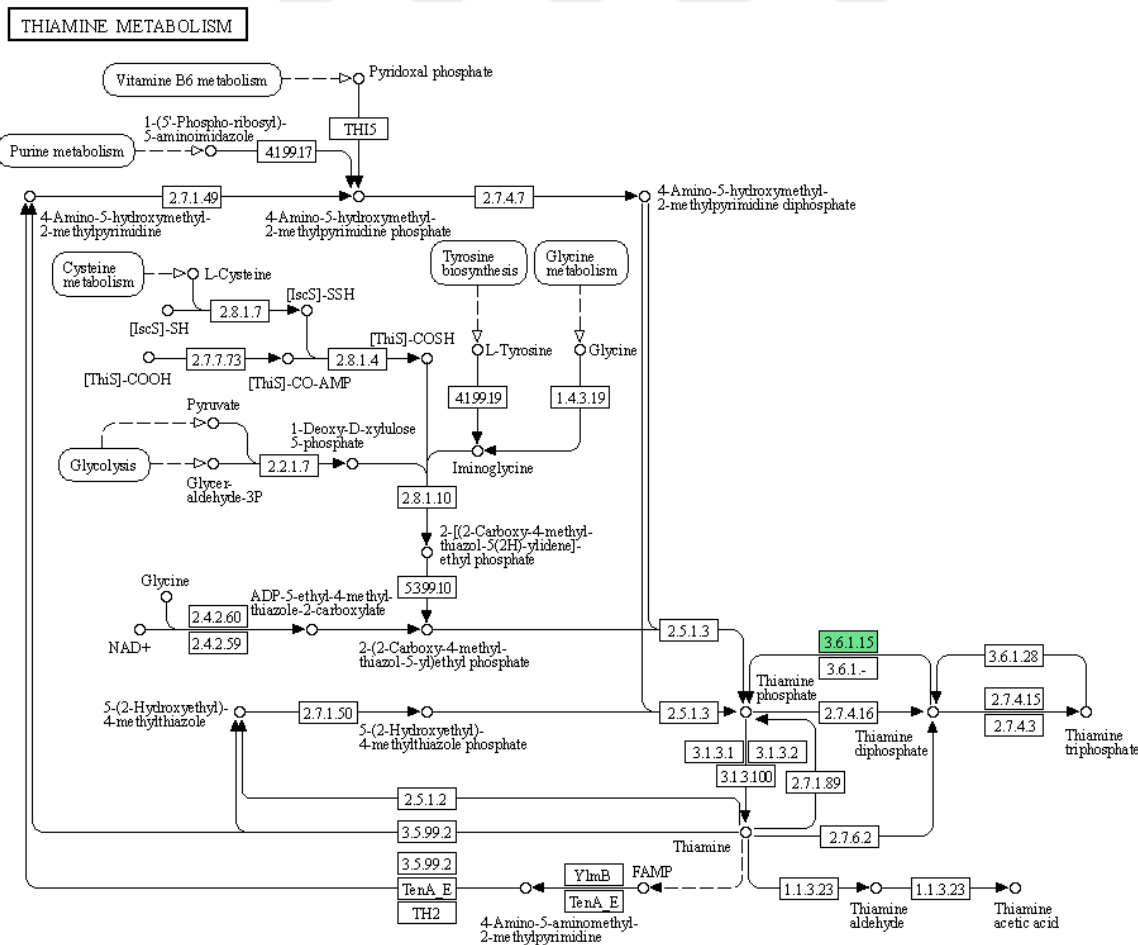 THIAMINE METABOLISM
Vitamine B6 metabolism
Pyridoxal phosphate
1-(5'-Phospho-ribosyl)-
5-aminoimidazole
THI5
Purine metabolism
4.1.99.17
2.7.1.49
2.7.4.7
4-Amino-5-hydroxymethyl-
2-methylpyrimidine
4-Amino-5-hydroxymethyl-
2-methylpyrimidine phosphate
4-Amino-5-hydroxymethyl-
2-methylpyrimidine diphosphate
Cysteine
metabolism
L-Cysteine
Tyrosine
biosynthesis
Glycine
metabolism
[IscS]-SSH
2.8.1.7
[IscS]-SH
[ThiS]-COSH
2.7.7.73
2.8.1.4
[ThiS]-COOH
[ThiS]-CO-AMP
L-Tyrosine
Glycine
4.1.99.19
1.4.3.19
Pyruvate
1-Deoxy-D-xylulose
5-phosphate
Glycolysis
2.2.1.7
Iminoglycine
Glycer-
aldehyde-3P
2.8.1.10
2-[(2-Carboxy-4-methyl-
thiazol-5(2H)-ylidene]-
ethyl phosphate
Glycine
5.3.99.10
ADP-5-ethyl-4-methyl-
thiazole-2-carboxylate
2.4.2.60
2.4.2.59
NAD+
2-(2-Carboxy-4-methyl-
thiazol-5-yl)ethyl phosphate
2.5.1.3
3.6.1.15
3.6.1.-
3.6.1.28
Thiamine
phosphate
5-(2-Hydroxyethyl)-
4-methylthiazole
2.7.1.50
5-(2-Hydroxyethyl)-
4-methylthiazole phosphate
2.5.1.3
2.7.4.16
2.7.4.15
2.7.4.3
Thiamine
diphosphate
Thiamine
triphosphate
3.1.3.1
3.1.3.2
3.1.3.100
2.7.1.89
2.5.1.2
3.5.99.2
Thiamine
2.7.6.2
3.5.99.2
TenA_E
TH2
YlmB
TenA_E
FAMP
4-Amino-5-aminomethyl-
2-methylpyrimidine
1.1.3.23
1.1.3.23
Thiamine
aldehyde
Thiamine
acetic acid